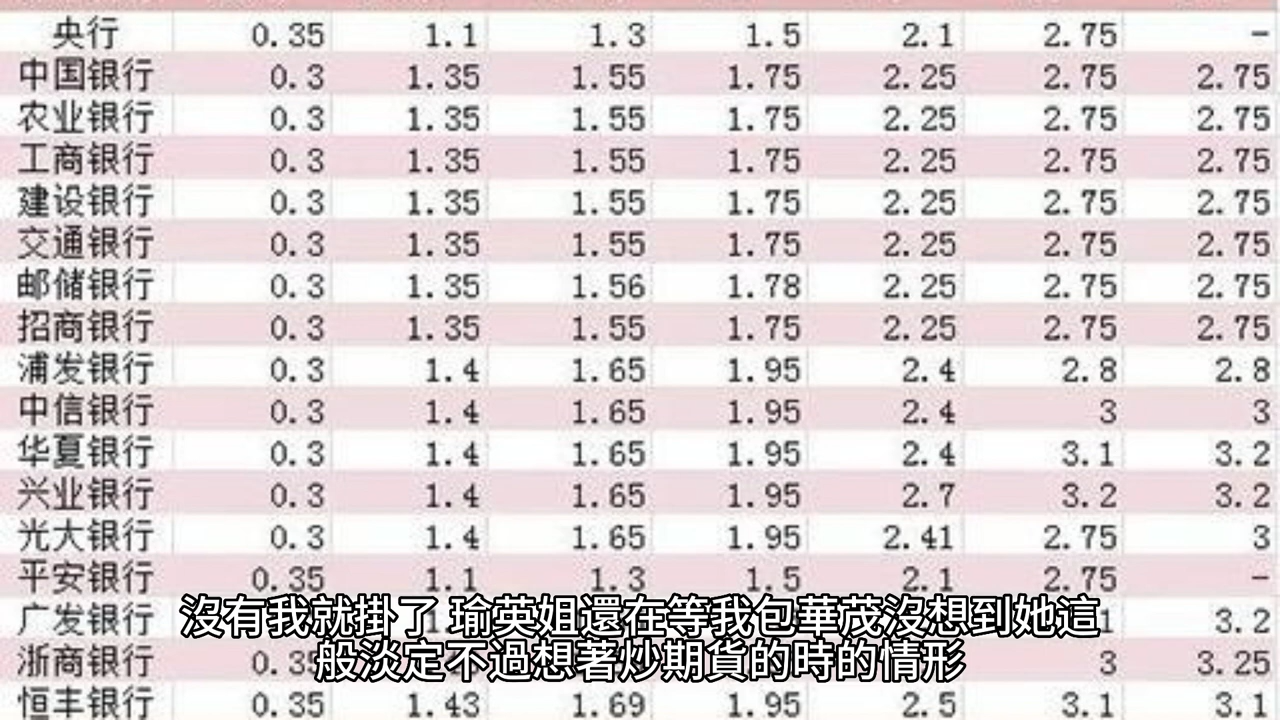 央行 0.35 1.1 1.3 1.5 2.1 2.75 -
中国银行 0.3 1.35 1.55 1.75 2.25 2.75 2.75
农业银行 0.3 1.35 1.55 1.75 2.25 2.75 2.75
工商银行 0.3 1.35 1.55 1.75 2.25 2.75 2.75
建设银行 0.3 1.35 1.55 1.75 2.25 2.75 2.75
交通银行 0.3 1.35 1.55 1.75 2.25 2.75 2.75
邮储银行 0.3 1.35 1.56 1.78 2.25 2.75 2.75
招商银行 0.3 1.35 1.55 1.75 2.25 2.75 2.75
浦发银行 0.3 1.4 1.65 1.95 2.4 2.8 2.8
中信银行 0.3 1.4 1.65 1.95 2.4 3 3
华夏银行 0.3 1.4 1.65 1.95 2.4 3.1 3.2
兴业银行 0.3 1.4 1.65 1.95 2.7 3.2 3.2
光大银行 0.3 1.4 1.65 1.95 2.41 2.75 3
平安银行 0.35 1.1 1.3 1.5 2.1 2.75 -
广发银行 3.2
沒有我就掛了 瑜英姐還在等我包華茂沒想到她這
浙商银行 3 3.25
般淡定不過想著炒期貨的時的情形
恒丰银行 0.35 1.43 1.69 1.95 2.5 3.1 3.1